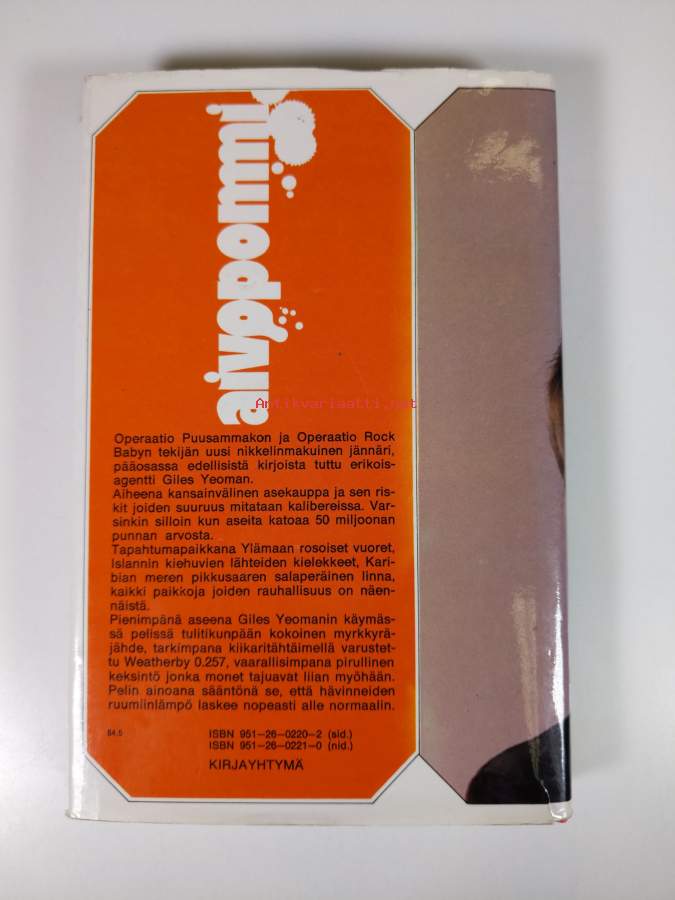 aivopommi
Antikvariaatti.net
Operaatio Puusammakon ja Operaatio Rock
Babyn tekijän uusi nikkelinmakuinen jännäri,
pääosassa edellisistä kirjoista tuttu erikois-
agentti Giles Yeoman.
Aiheena kansainvälinen asekauppa ja sen ris-
kit joiden suuruus mitataan kalibereissa. Var-
sinkin silloin kun aseita katoaa 50 miljoonan
punnan arvosta.
Tapahtumapaikkana Ylämaan rosoiset vuoret,
Islannin kiehuvien lähteiden kielekkeet, Kari-
bian meren pikkusaaren salaperäinen linna,
kaikki paikkoja joiden rauhallisuus on näen-
näistä.
Pienimpänä aseena Giles Yeomanin käymäs-
sä pelissä tulitikunpään kokoinen myrkkyrä-
jähde, tarkimpana kiikaritähtäimellä varustet-
tu Weatherby 0.257, vaarallisimpana pirullinen
keksintö jonka monet tajuavat liian myöhään.
Pelin ainoana sääntönä se, että hävinneiden
ruumiinlämpö laskee nopeasti alle normaalin.
84.5
ISBN 951-26-0220-2 (sid.)
ISBN 951-26-0221-0 (nid.)
KIRJAYHTYMÄ